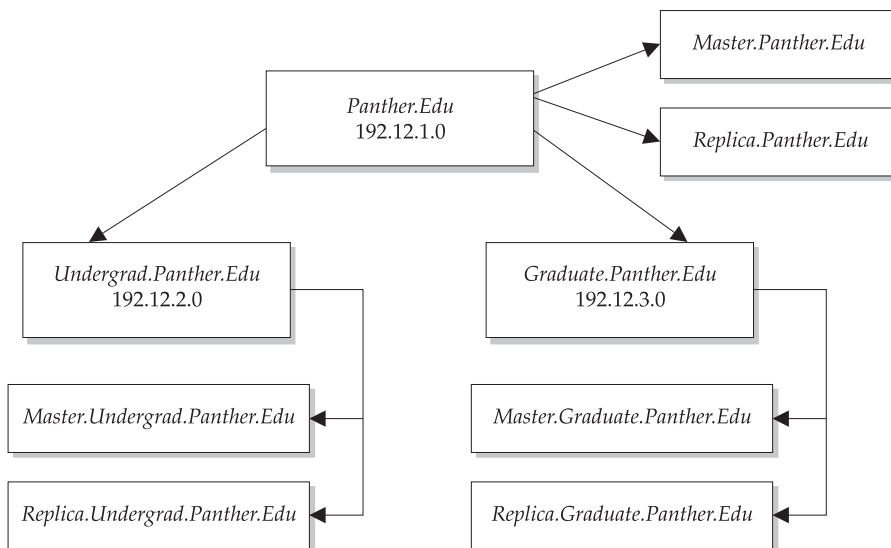 Master.Panther.Edu
Panther.Edu
192.12.1.0
Replica.Panther.Edu
Undergrad.Panther.Edu
192.12.2.0
Graduate.Panther.Edu
192.12.3.0
Master.Undergrad.Panther.Edu
Master.Graduate.Panther.Edu
Replica.Undergrad.Panther.Edu
Replica.Graduate.Panther.Edu